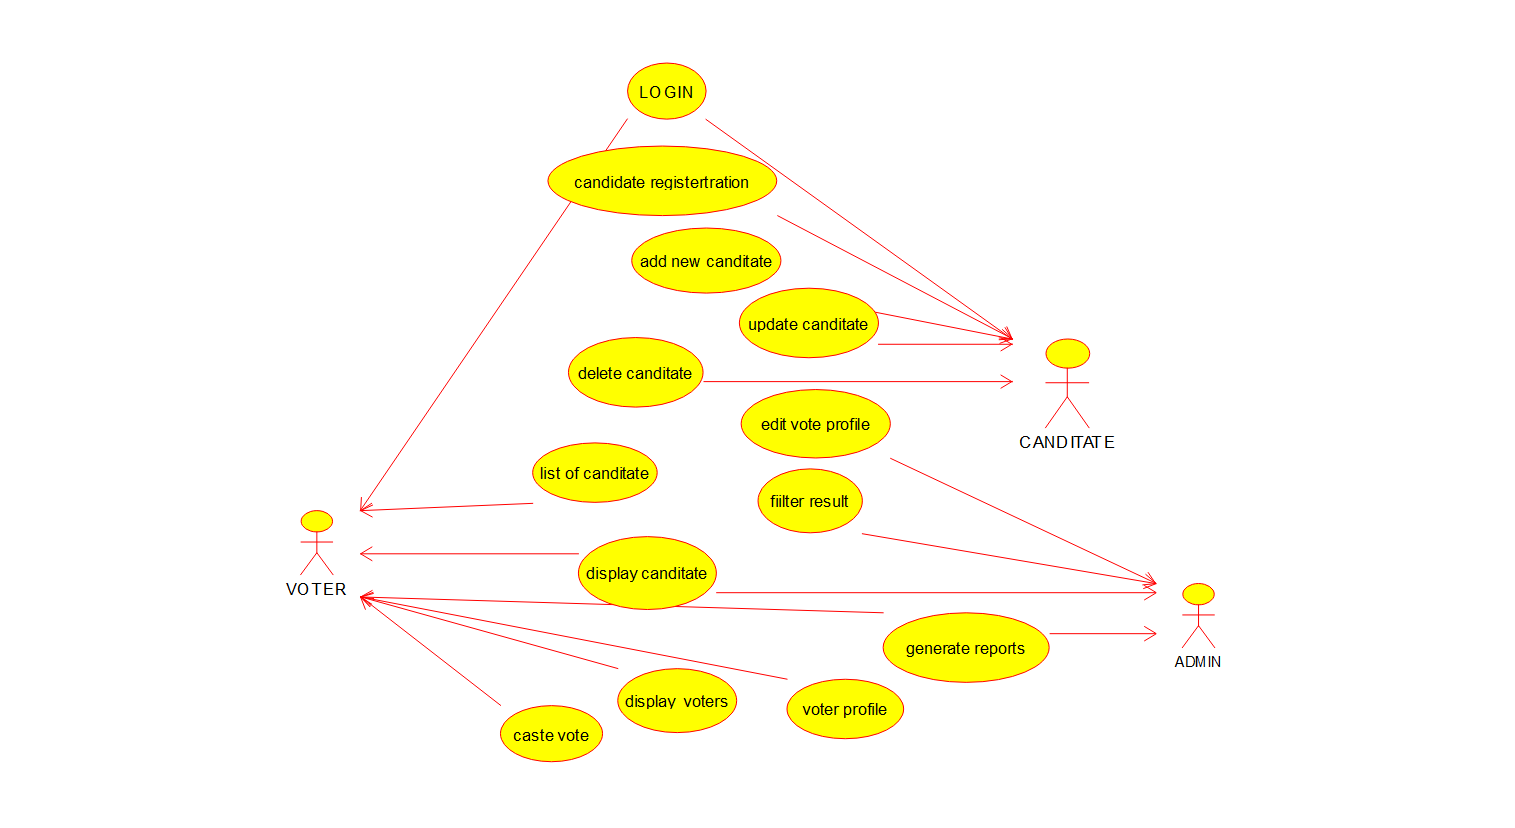 LOGIN
candidate registertration
add new canditate
update canditate
delete canditate
edit vote profile
CANDITATE
list of canditate
fiilter result
VOTER
display canditate
generate reports
ADMIN
display voters
voter profile
caste vote